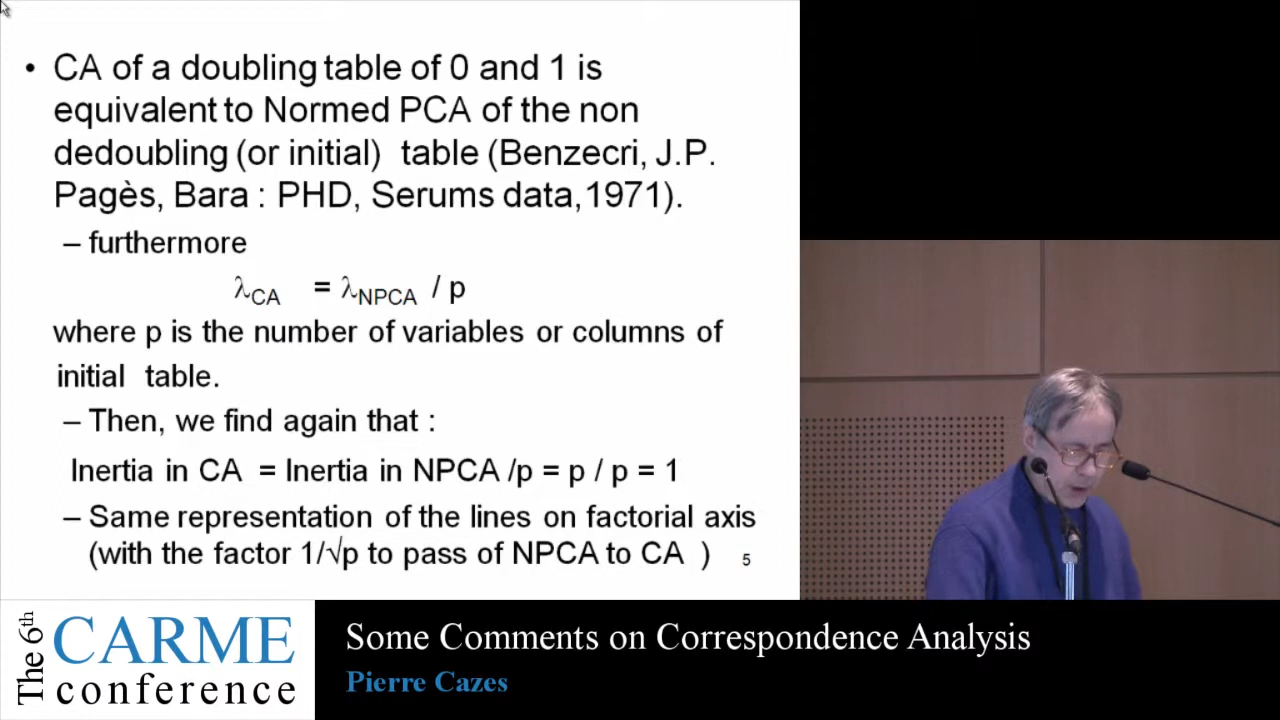 • CA of a doubling table of 0 and 1 is
equivalent to Normed PCA of the non
dedoubling (or initial) table (Benzecri, J.P.
Pagès, Bara : PHD, Serums data,1971).
– furthermore
λCA = λNPCA / p
where p is the number of variables or columns of
initial table.
– Then, we find again that :
Inertia in CA = Inertia in NPCA /p = p / p = 1
– Same representation of the lines on factorial axis
(with the factor 1/√p to pass of NPCA to CA )
5
The 6th
CARME
conference
Some Comments on Correspondence Analysis
Pierre Cazes